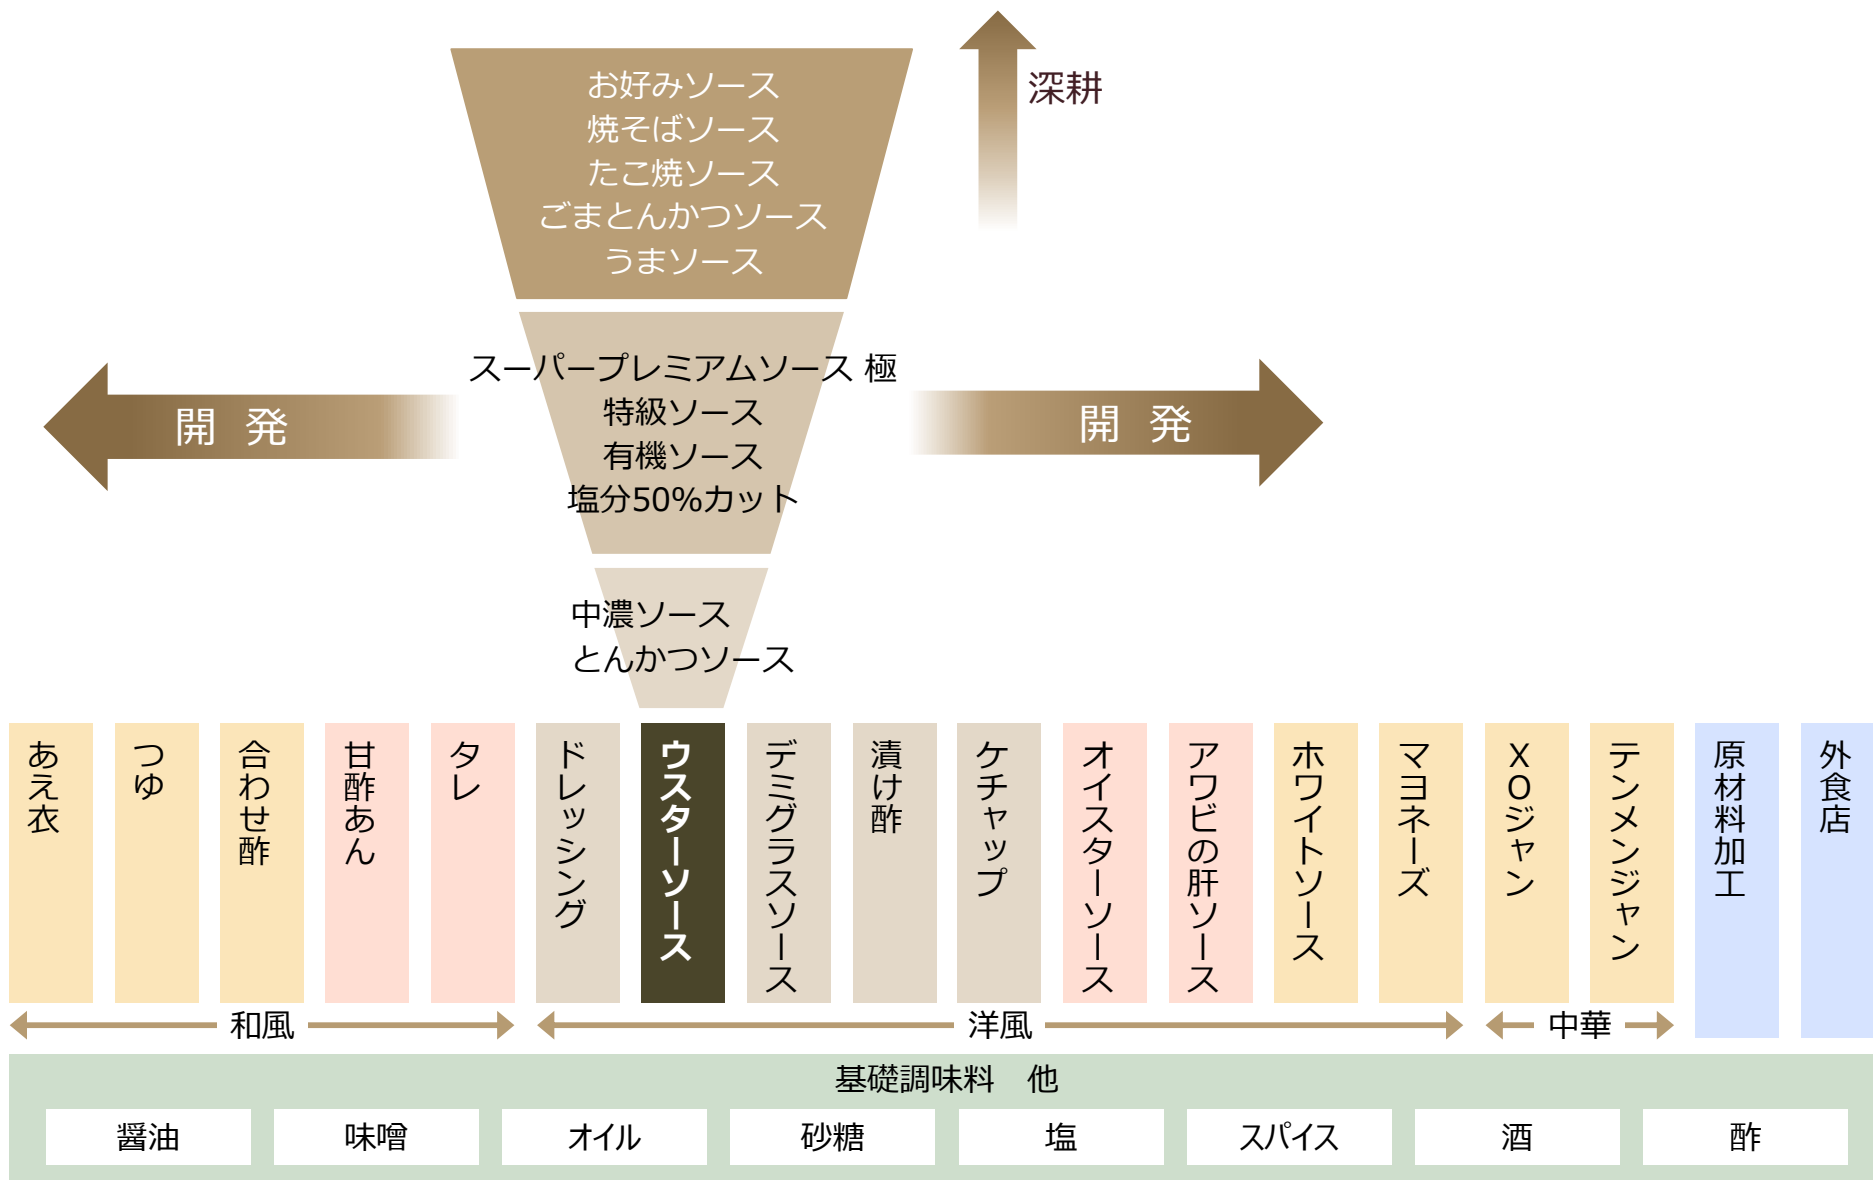 お好みソース
焼そばソース
たこ焼ソース
ごまとんかつソース
うまソース
深耕
スーパープレミアムソース 極
特級ソース
有機ソース
塩分50%カット
開 発
開 発
中濃ソース
とんかつソース
あえ衣
つゆ
合わせ酢
甘酢あん
タレ
ドレッシング
ウスターソース
デミグラスソース
漬け酢
ケチャップ
オイスターソース
アワビの肝ソース
ホワイトソース
マヨネーズ
XOジャン
テンメンジャン
原材料加工
外食店
和風
洋風
中華
基礎調味料　他
醤油
味噌
オイル
砂糖
塩
スパイス
酒
酢